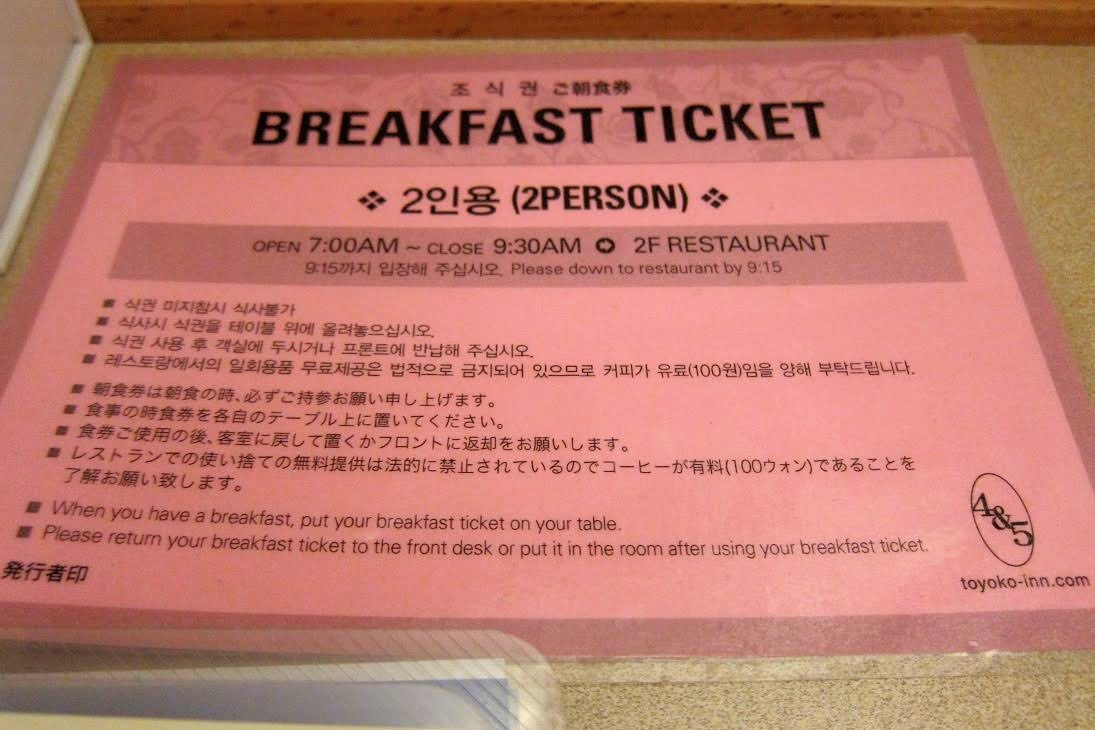 조 식 권 ご朝食券
BREAKFAST TICKET
❖ 2인용 (2PERSON) ❖
OPEN 7:00AM ~ CLOSE 9:30AM ➲ 2F RESTAURANT
9:15까지 입장해 주십시오. Please down to restaurant by 9:15
■ 식권 미지참시 식사불가
■ 식사시 식권을 테이블 위에 올려놓으십시오.
■ 식권 사용 후 객실에 두시거나 프론트에 반납해 주십시오.
■ 레스토랑에서의 일회용품 무료제공은 법적으로 금지되어 있으므로 커피가 유료(100원)임을 양해 부탁드립니다.
■ 朝食券は朝食の時、必ずご持参お願い申し上げます。
■ 食事の時食券を各自のテーブル上に置いてください。
■ 食券ご使用の後、客室に戻して置くかフロントに返却をお願いします。
■ レストランでの使い捨ての無料提供は法的に禁止されているのでコーヒーが有料(100ウォン)であることを
了解お願い致します。
■ When you have a breakfast, put your breakfast ticket on your table.
■ Please return your breakfast ticket to the front desk or put it in the room after using your breakfast ticket.
発行者印
4&5
toyoko-inn.com